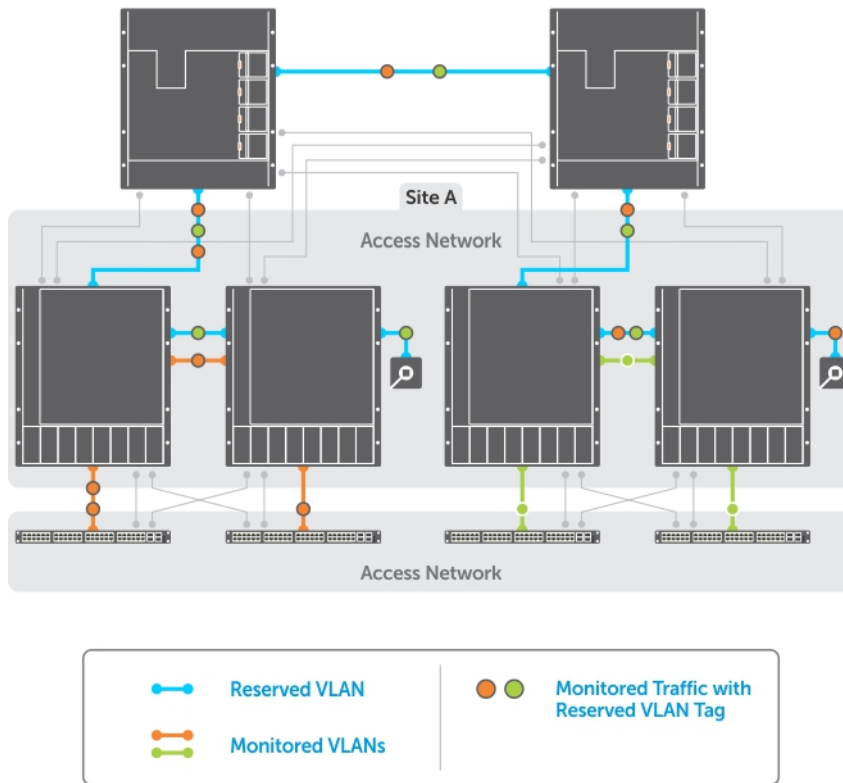 Site A
Access Network
Access Network
Reserved VLAN
Monitored VLANs
Monitored Traffic with
Reserved VLAN Tag